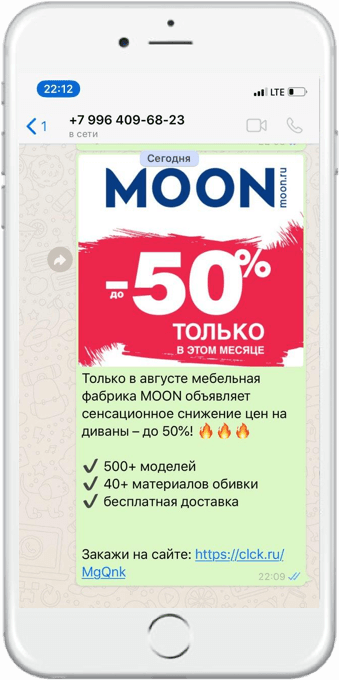 22:12
LTE
1
+7 996 409-68-23
в сети
Сегодня
MOON
moon.ru
до -50%
ТОЛЬКО
В ЭТОМ МЕСЯЦЕ
Только в августе мебельная
фабрика MOON объявляет
сенсационное снижение цен на
диваны – до 50%! 🔥🔥🔥
✔ 500+ моделей
✔ 40+ материалов обивки
✔ бесплатная доставка
Закажи на сайте: https://clck.ru/
MgQnk
22:09